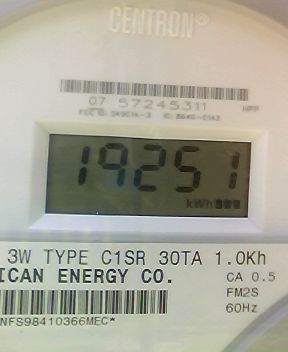 CENTRON®
07 57245311
19251
kWh
3W TYPE C1SR 30TA 1.0Kh
ICAN ENERGY CO.
CA 0.5
FM2S
60Hz
NFS98410366MEC*